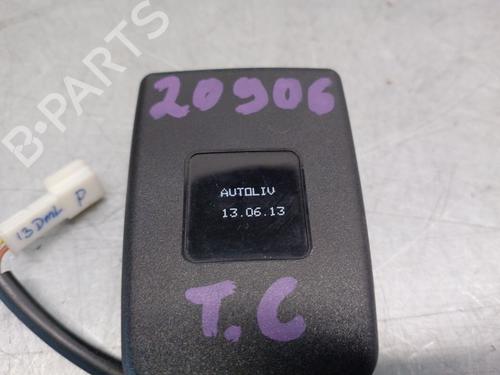 B-PARTS
20906
AUTOLIV
13.06.13
13 DML P
T.C